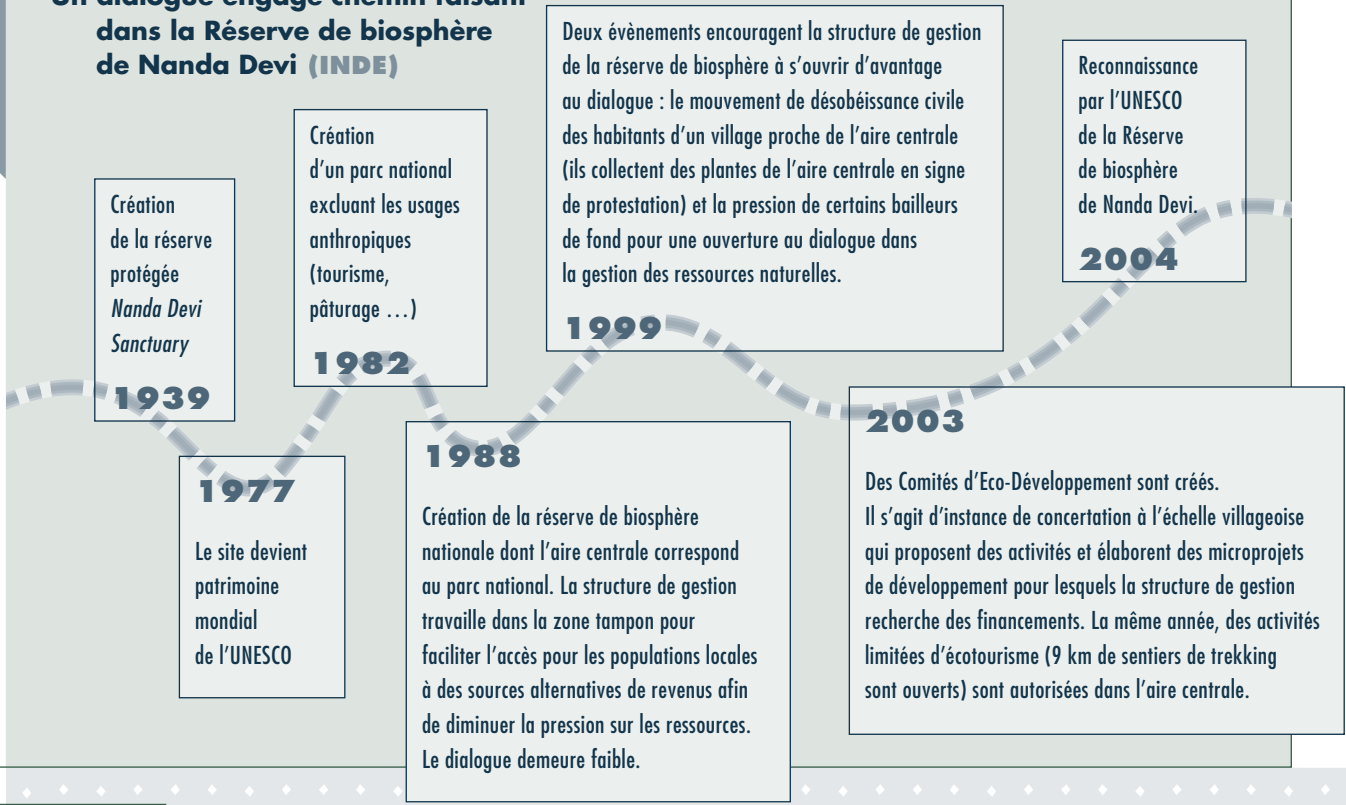 Un dialogue engagé chemin faisant
dans la Réserve de biosphère
de Nanda Devi (INDE)
Création
de la réserve
protégée
Nanda Devi
Sanctuary
1939
1977
Le site devient
patrimoine
mondial
de l'UNESCO
Création
d'un parc national
excluant les usages
anthropiques
(tourisme,
pâturage …)
1982
1988
Création de la réserve de biosphère
nationale dont l'aire centrale correspond
au parc national. La structure de gestion
travaille dans la zone tampon pour
faciliter l'accès pour les populations locales
à des sources alternatives de revenus afin
de diminuer la pression sur les ressources.
Le dialogue demeure faible.
Deux évènements encouragent la structure de gestion
de la réserve de biosphère à s'ouvrir d'avantage
au dialogue : le mouvement de désobéissance civile
des habitants d'un village proche de l'aire centrale
(ils collectent des plantes de l'aire centrale en signe
de protestation) et la pression de certains bailleurs
de fond pour une ouverture au dialogue dans
la gestion des ressources naturelles.
1999
2003
Des Comités d'Eco-Développement sont créés.
Il s'agit d'instance de concertation à l'échelle villageoise
qui proposent des activités et élaborent des microprojets
de développement pour lesquels la structure de gestion
recherche des financements. La même année, des activités
limitées d'écotourisme (9 km de sentiers de trekking
sont ouverts) sont autorisées dans l'aire centrale.
Reconnaissance
par l'UNESCO
de la Réserve
de biosphère
de Nanda Devi.
2004